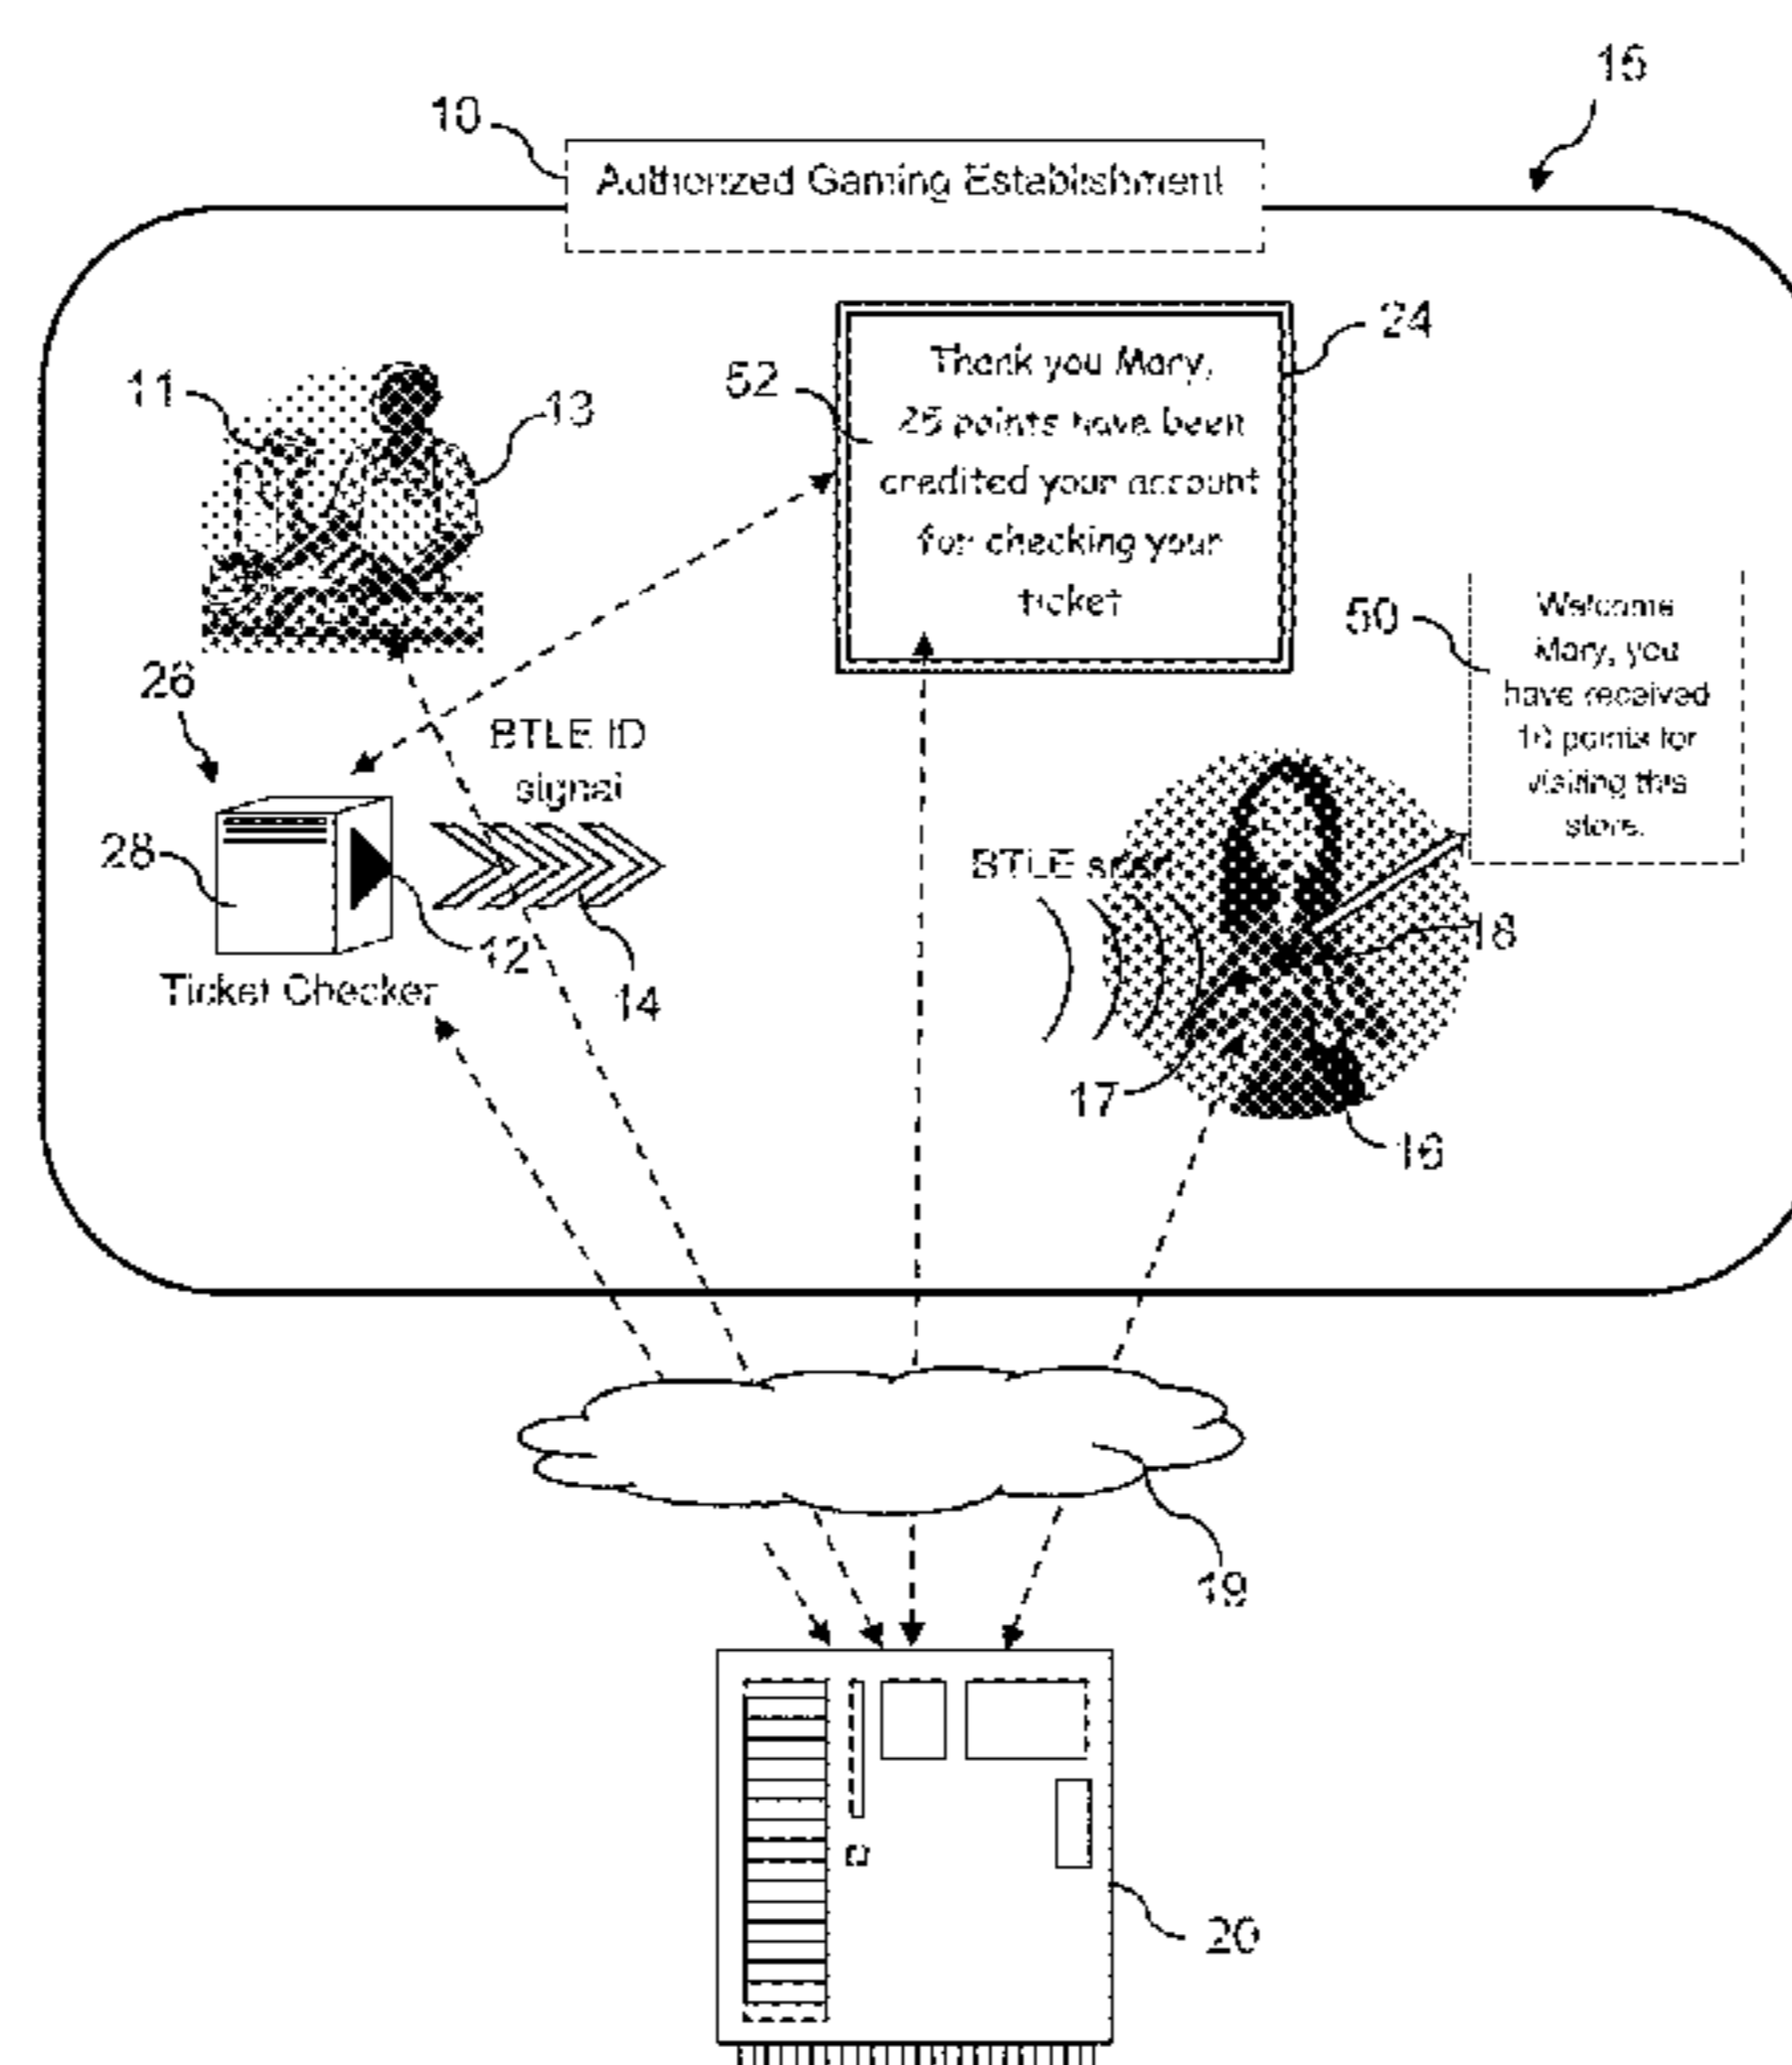 15
10
Authorized Gaming Establishment
24
52
Thank you Mary,
25 points have been
credited your account
for checking your
ticket
11
13
50
Welcome
Mary, you
have received
10 points for
visiting this
store.
26
BTLE ID
signal
28
BTLE
18
12
14
Ticket Checker
17
16
19
20